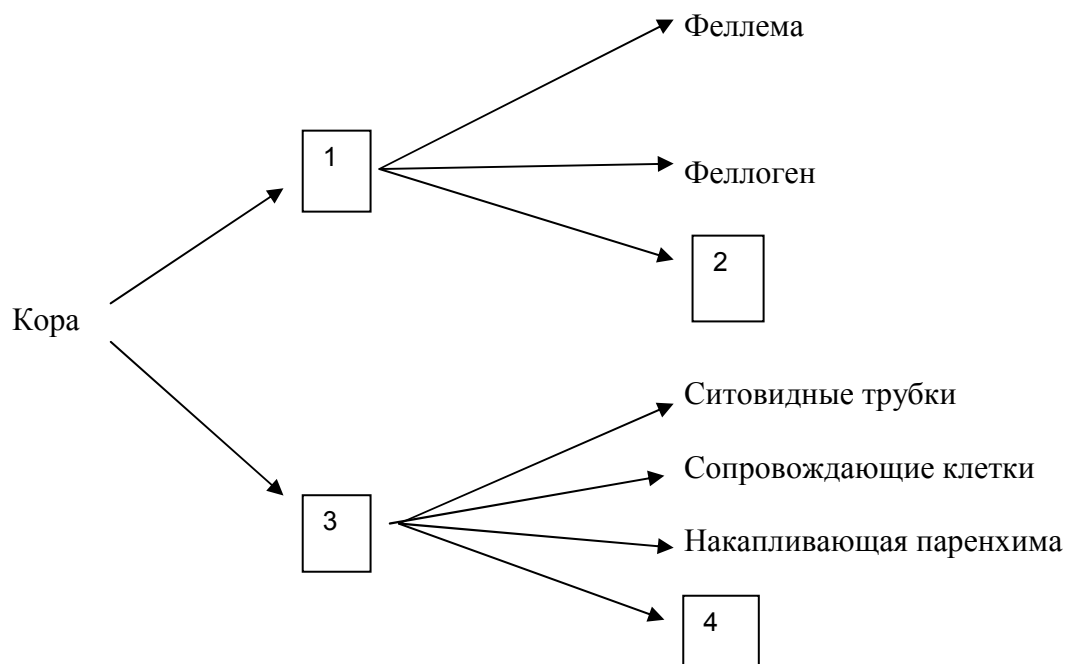 Феллема
1
Феллоген
2
Кора
Ситовидные трубки
Сопровождающие клетки
3
Накапливающая паренхима
4